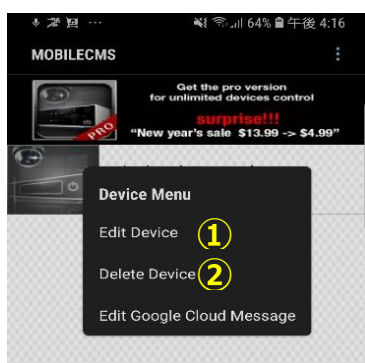 64% 午後 4:16
MOBILECMS
Get the pro version
for unlimited devices control
surprise!!!
PRO
"New year's sale $13.99 -> $4.99"
Device Menu
Edit Device ①
Delete Device ②
Edit Google Cloud Message